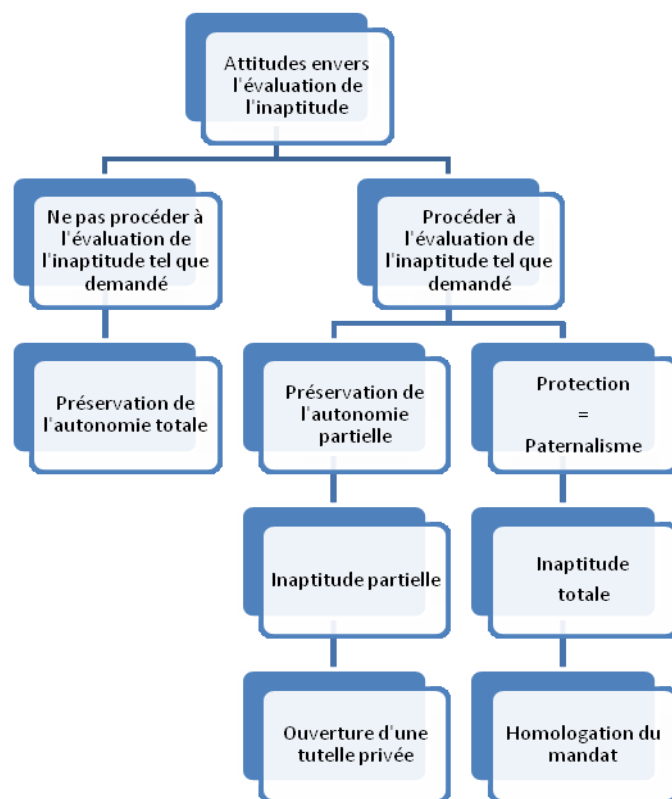 Attitudes envers
l'évaluation de
l'inaptitude
Ne pas procéder à
l'évaluation de
l'inaptitude tel que
demandé
Procéder à
l'évaluation de
l'inaptitude tel que
demandé
Préservation de
l'autonomie totale
Préservation de
l'autonomie
partielle
Protection
=
Paternalisme
Inaptitude partielle
Inaptitude
totale
Ouverture d'une
tutelle privée
Homologation du
mandat